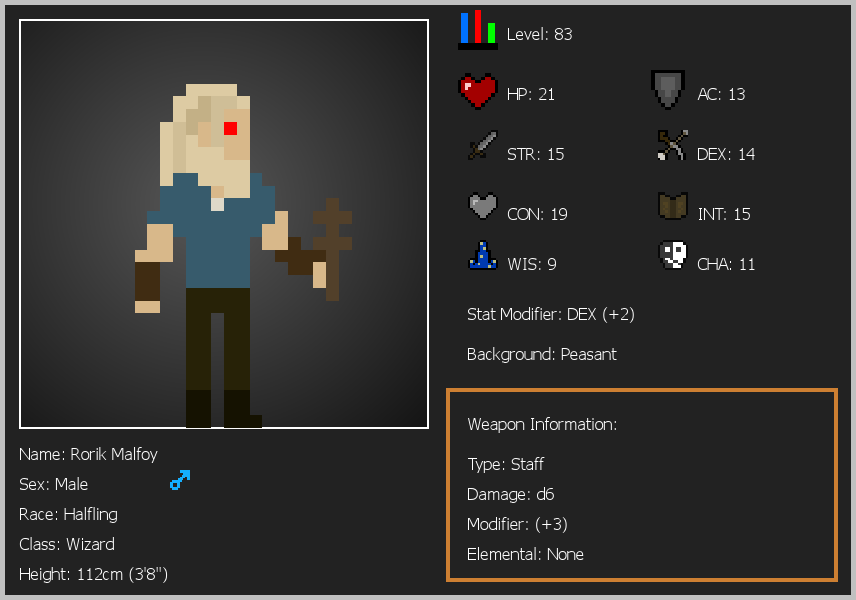 Level: 83
HP: 21
AC: 13
STR: 15
DEX: 14
CON: 19
INT: 15
WIS: 9
CHA: 11
Stat Modifier: DEX (+2)
Background: Peasant
Weapon Information:
Type: Staff
Damage: d6
Modifier: (+3)
Elemental: None
Name: Rorik Malfoy
Sex: Male
Race: Halfling
Class: Wizard
Height: 112cm (3'8")